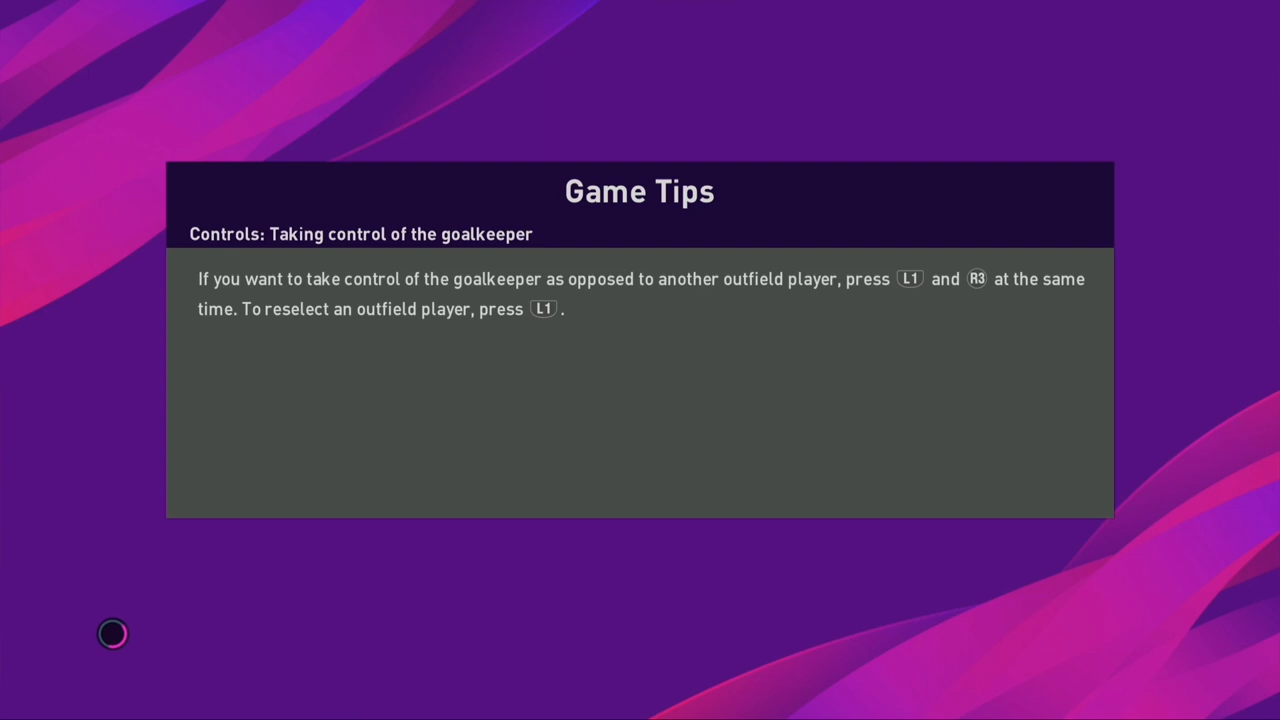 Game Tips
Controls: Taking control of the goalkeeper
If you want to take control of the goalkeeper as opposed to another outfield player, press L1 and R3 at the same
time. To reselect an outfield player, press L1 .